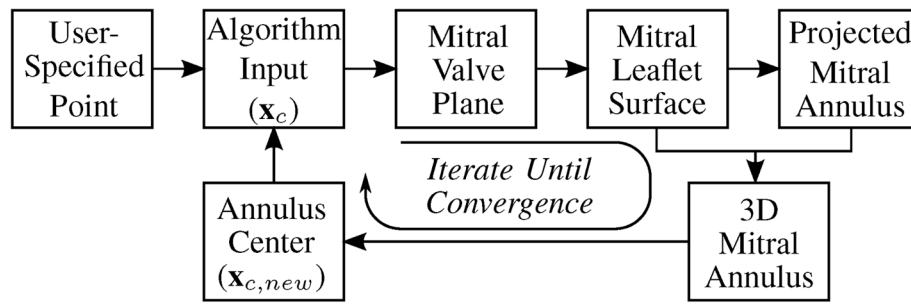 User-
Specified
Point
Algorithm
Input
(x_c)
Mitral
Valve
Plane
Mitral
Leaflet
Surface
Projected
Mitral
Annulus
Iterate Until
Convergence
Annulus
Center
(x_{c,new})
3D
Mitral
Annulus